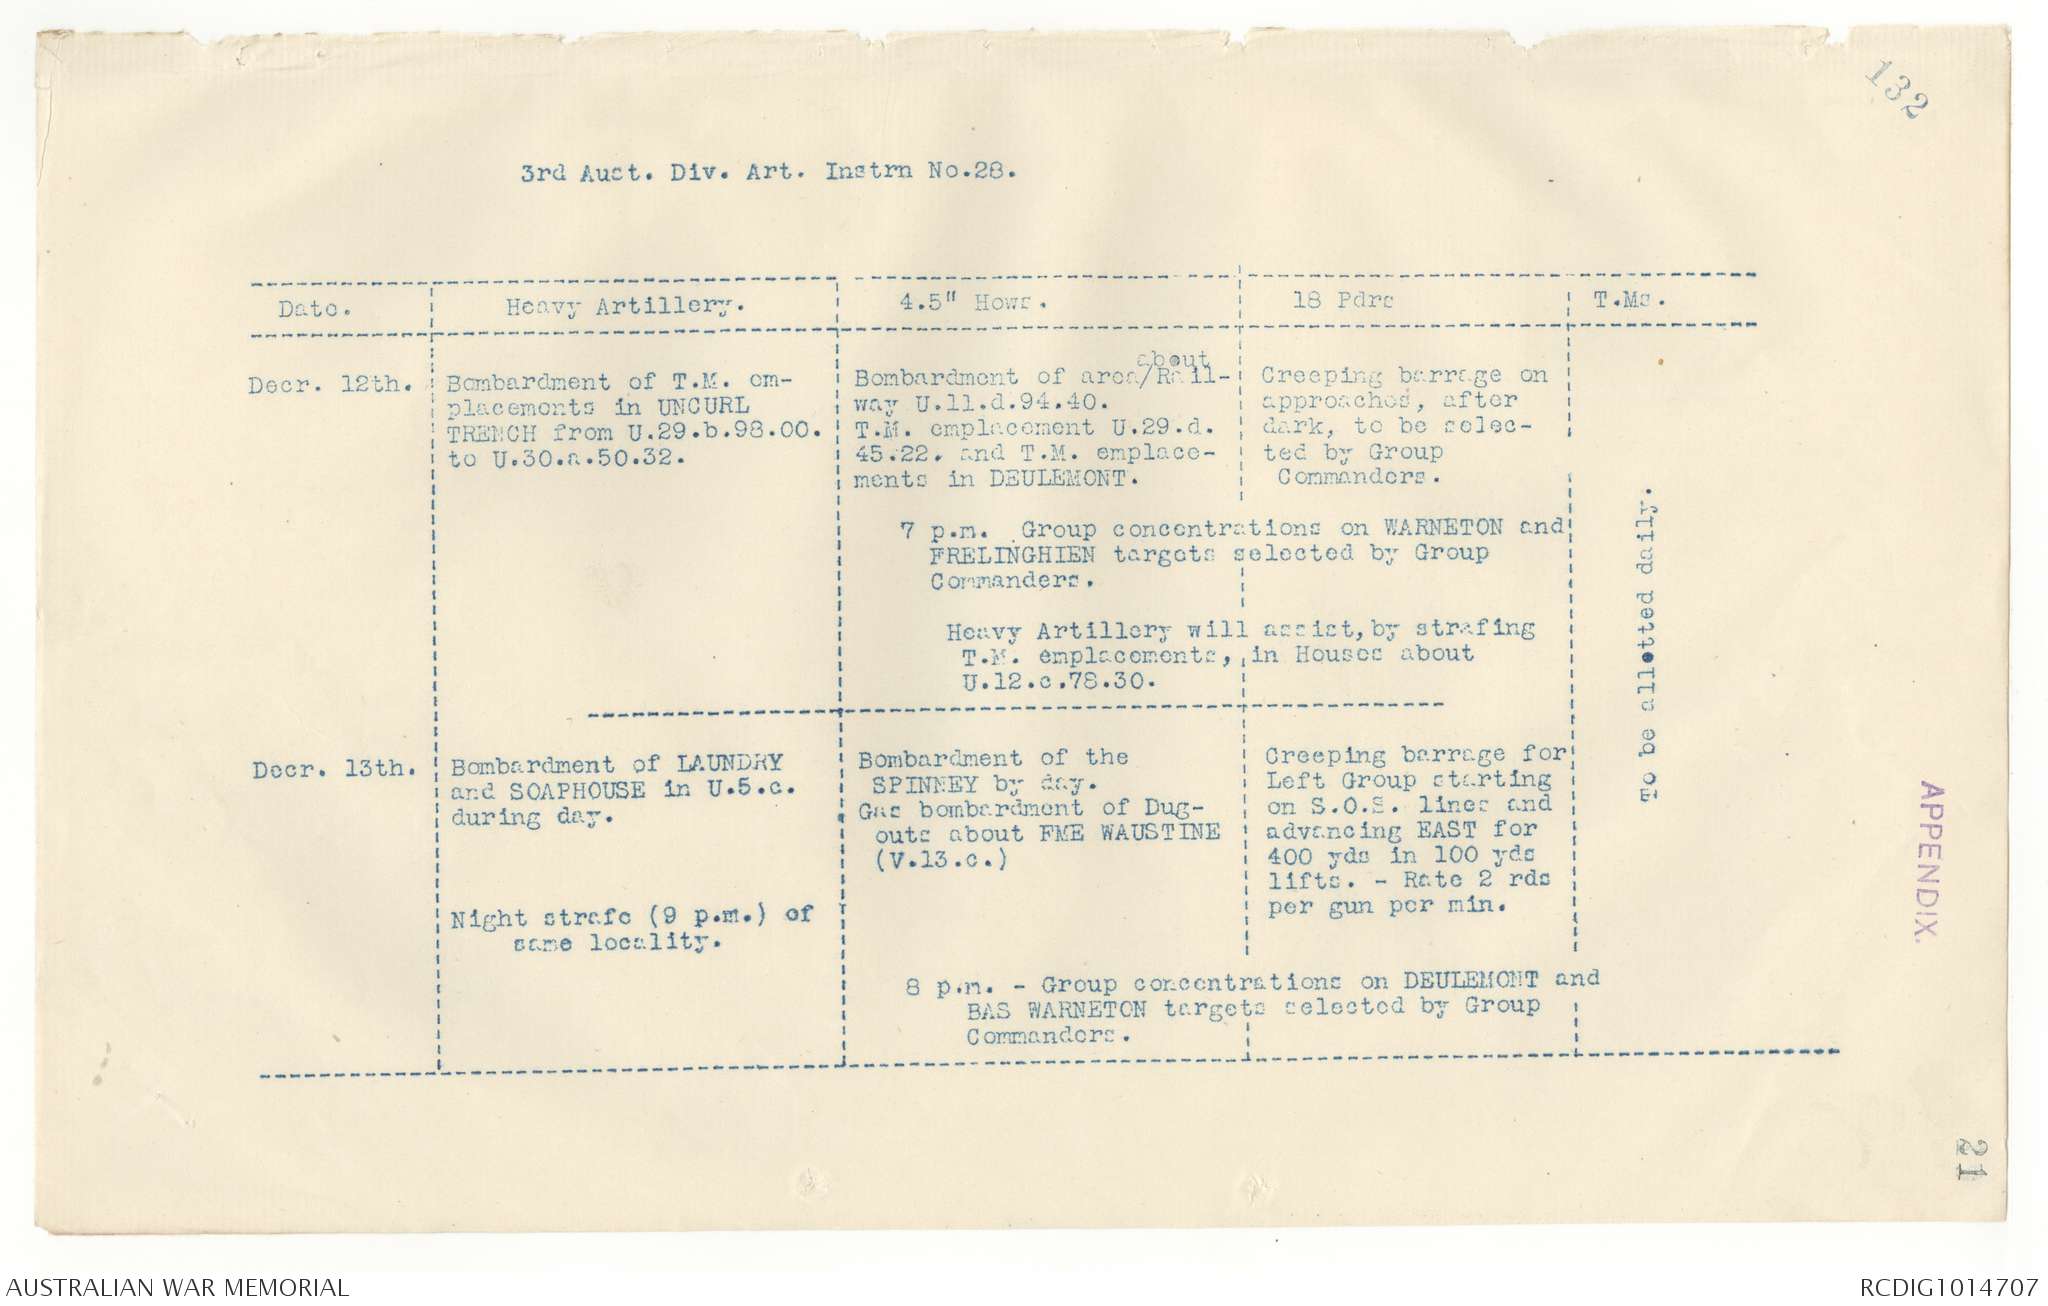 132
3rd Aust. Div. Art. Instrn No.28.
Date. Heavy Artillery. 4.5" Hows. 18 Pdrs T.Ms.
Decr. 12th.
Bombardment of T.M. em-
placements in UNCURL
TRENCH from U.29.b.98.00.
to U.30.a.50.32.
about
Bombardment of area/Rail-
way U.11.d.94.40.
T.M. emplacement U.29.d.
45.22. and T.M. emplace-
ments in DEULEMONT.
Creeping barrage on
approaches, after
dark, to be selec-
ted by Group
Commanders.
7 p.m. Group concentrations on WARNETON and
FRELINGHIEN targets selected by Group
Commanders.
Heavy Artillery will assist, by strafing
T.M. emplacements, in Houses about
U.12.c.78.30.
To be allotted daily.
Decr. 13th.
Bombardment of LAUNDRY
and SOAPHOUSE in U.5.c.
during day.
Night strafe (9 p.m.) of
same locality.
Bombardment of the
SPINNEY by day.
Gas bombardment of Dug-
outs about FME WAUSTINE
(V.13.c.)
Creeping barrage for
Left Group starting
on S.O.S. lines and
advancing EAST for
400 yds in 100 yds
lifts. - Rate 2 rds
per gun per min.
8 p.m. - Group concentrations on DEULEMONT and
BAS WARNETON targets selected by Group
Commanders.
APPENDIX.
21
AUSTRALIAN WAR MEMORIAL
RCDIG1014707